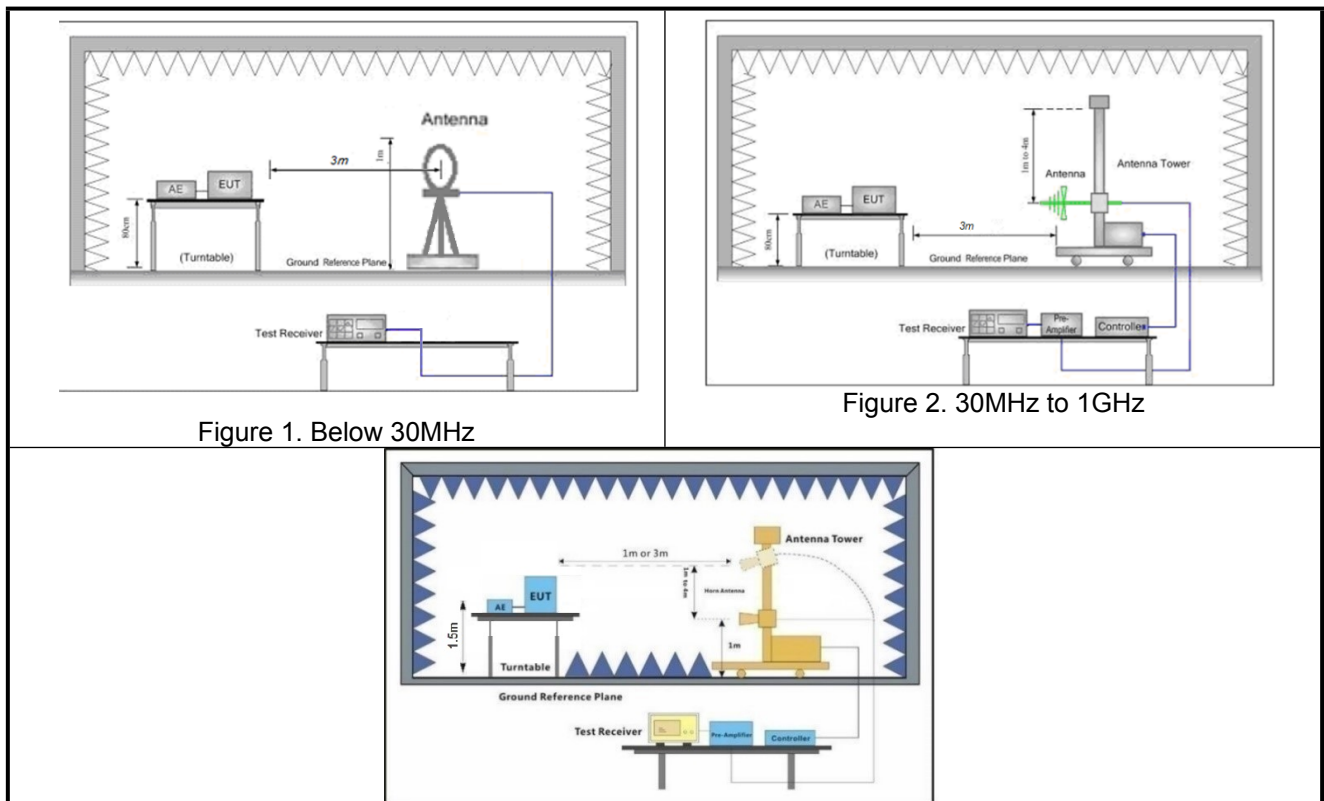 Antenna
1m
3m
AE
EUT
80cm
(Turntable)
Ground Reference Plane
Test Receiver
Figure 1. Below 30MHz
1m to 4m
Antenna
Antenna Tower
AE
EUT
3m
80cm
(Turntable)
Ground Reference Plane
Test Receiver
Pre-
Amplifier
Controller
Figure 2. 30MHz to 1GHz
Antenna Tower
1m or 3m
1m to 4m
Horn Antenna
EUT
AE
1.5m
1m
Turntable
Ground Reference Plane
Test Receiver
Pre-Amplifier
Controller